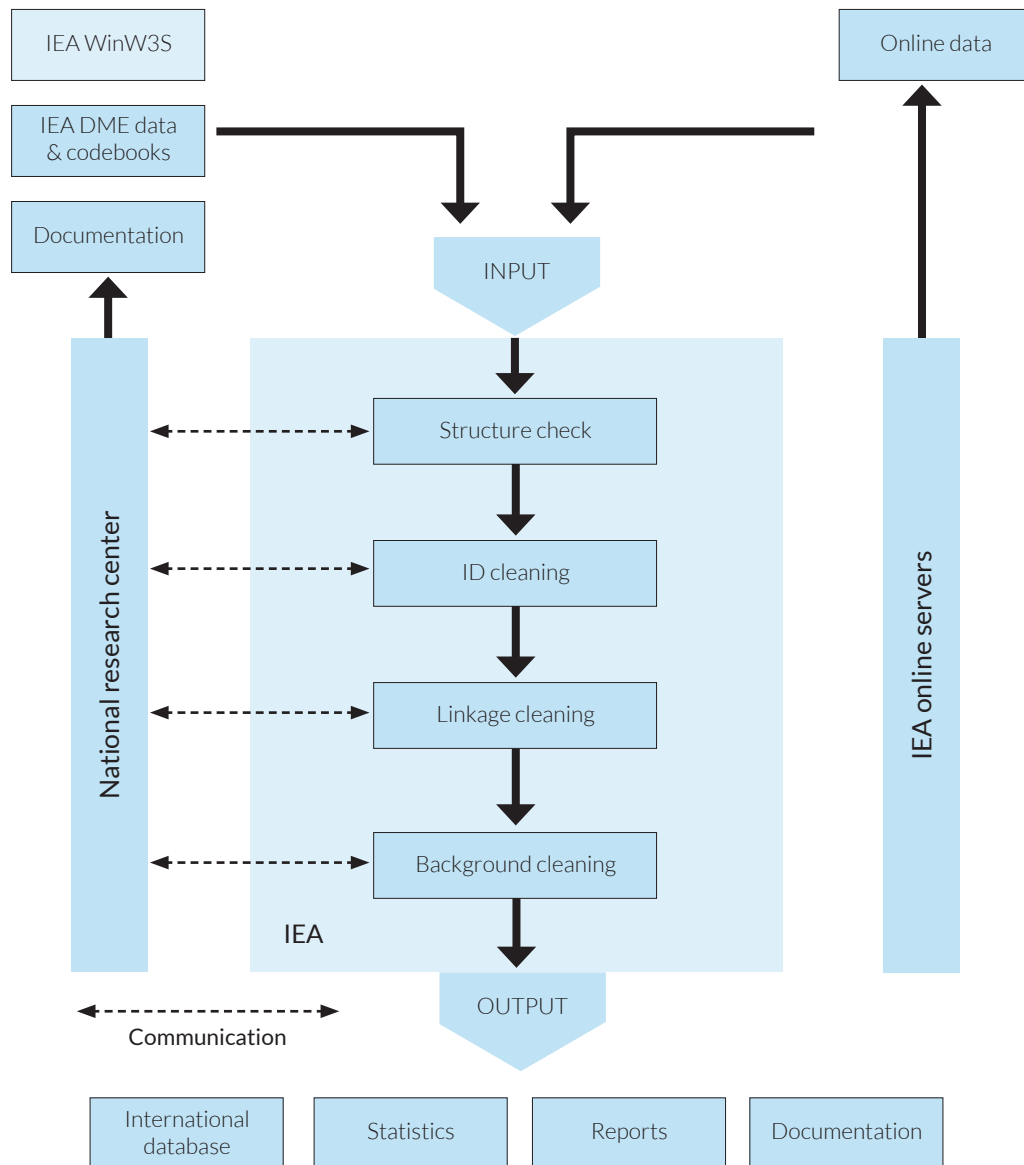 IEA WinW3S
Online data
IEA DME data
& codebooks
Documentation
INPUT
Structure check
ID cleaning
Linkage cleaning
Background cleaning
National research center
IEA online servers
IEA
OUTPUT
Communication
International
database
Statistics
Reports
Documentation